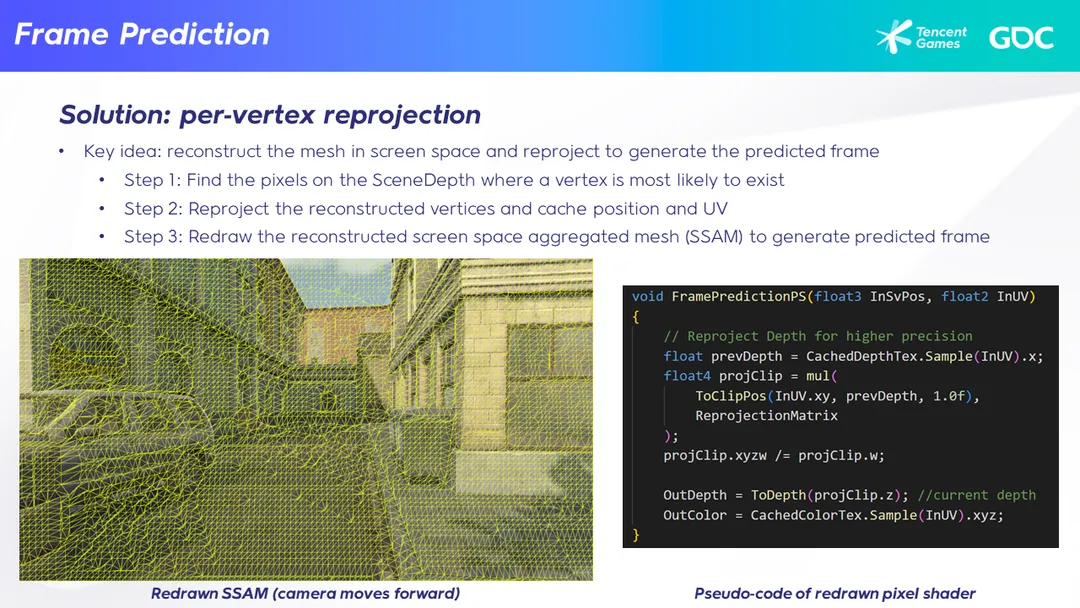 Frame Prediction
Tencent
Games
GDC
Solution: per-vertex reprojection
• Key idea: reconstruct the mesh in screen space and reproject to generate the predicted frame
• Step 1: Find the pixels on the SceneDepth where a vertex is most likely to exist
• Step 2: Reproject the reconstructed vertices and cache position and UV
• Step 3: Redraw the reconstructed screen space aggregated mesh (SSAM) to generate predicted frame
void FramePredictionPS(float3 InSvPos, float2 InUV)
{
// Reproject Depth for higher precision
float prevDepth = CachedDepthTex.Sample(InUV).x;
float4 projClip = mul(
ToClipPos(InUV.xy, prevDepth, 1.0f),
ReprojectionMatrix
);
projClip.xyzw /= projClip.w;
OutDepth = ToDepth(projClip.z); //current depth
OutColor = CachedColorTex.Sample(InUV).xyz;
}
Redrawn SSAM (camera moves forward)
Pseudo-code of redrawn pixel shader